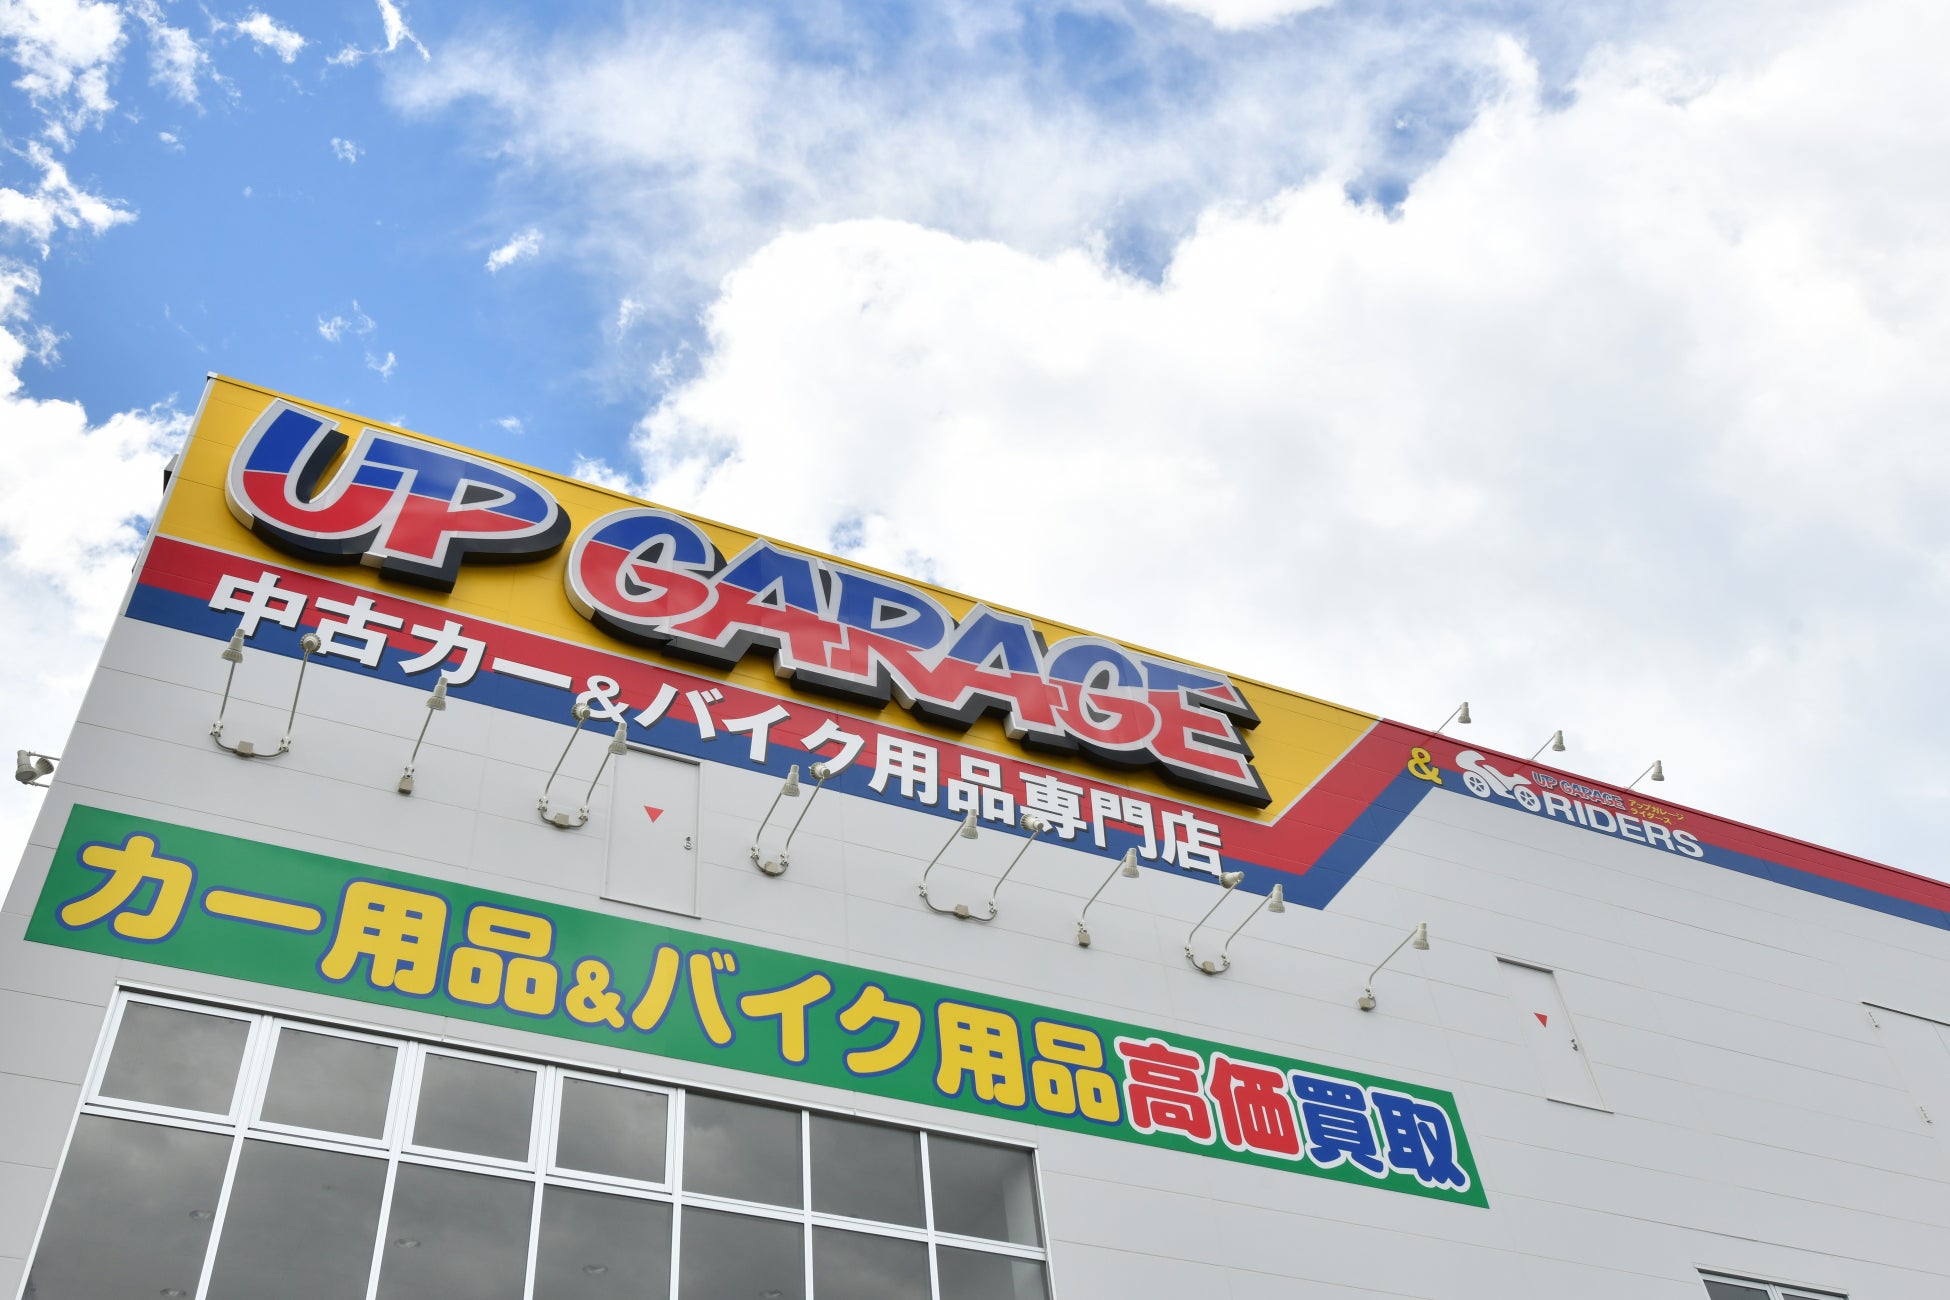 UP GARAGE
中古カー&バイク用品専門店
& UP GARAGE アップガレージ
ライダース
RIDERS
カー用品&バイク用品高価買取